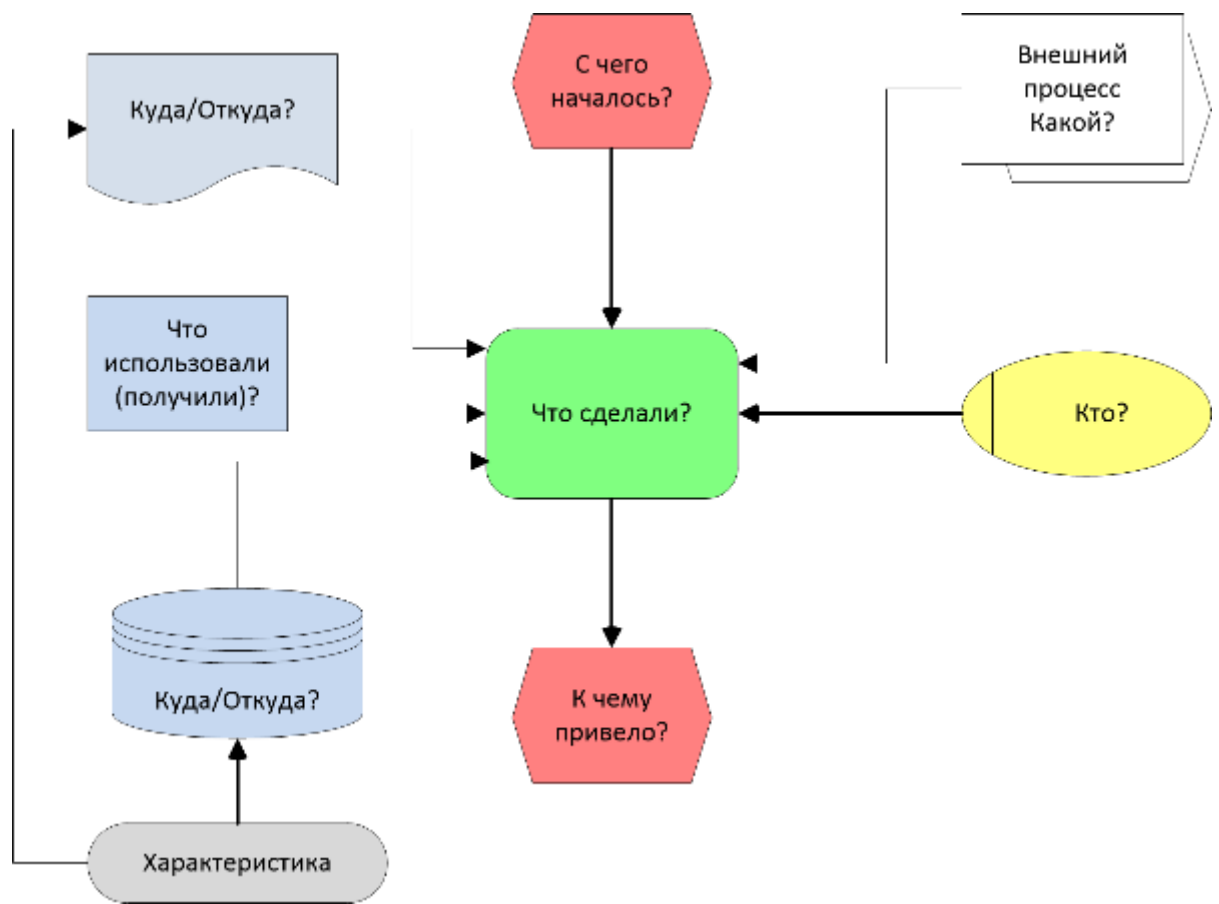 С чего
началось?
Внешний
процесс
Какой?
Куда/Откуда?
Что
использовали
(получили)?
Что сделали?
Кто?
Куда/Откуда?
К чему
привело?
Характеристика